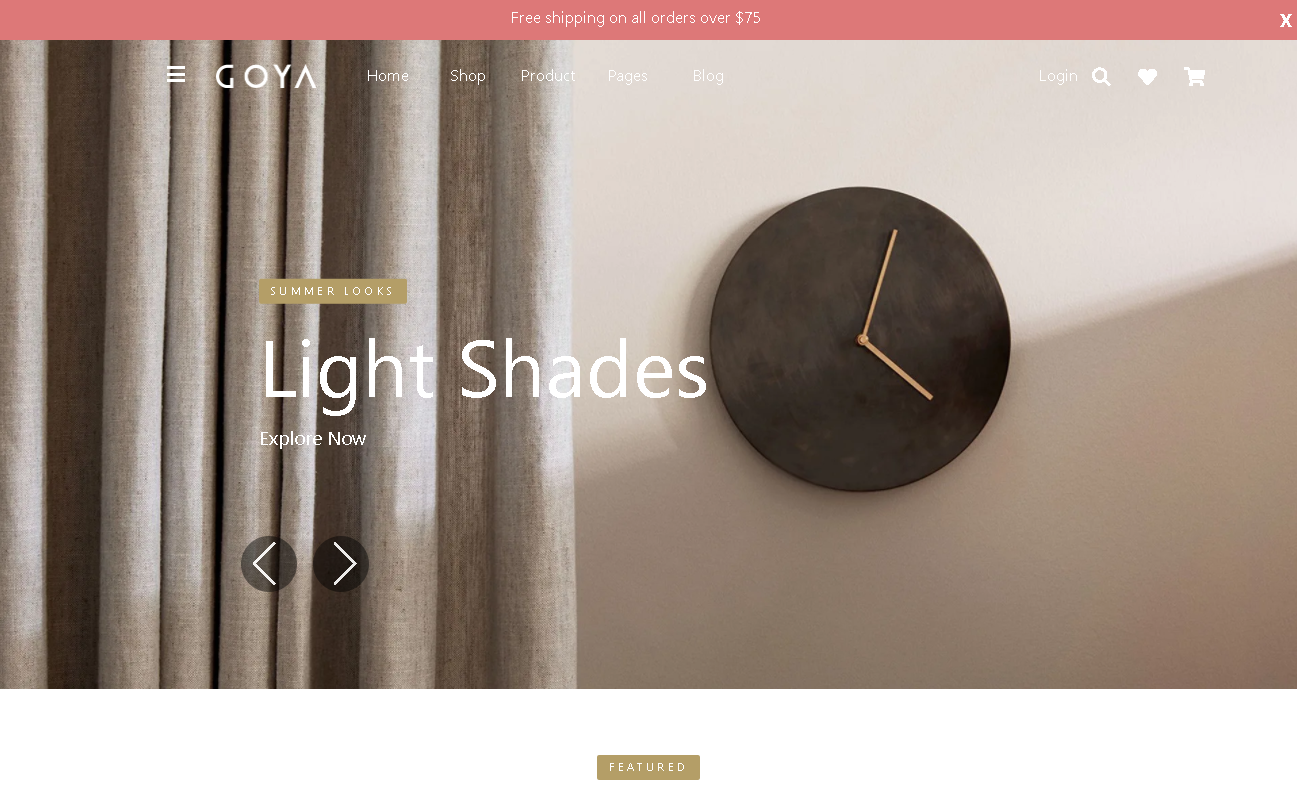 Free shipping on all orders over $75
X
GOYA
Home Shop Product Pages Blog
Login
SUMMER LOOKS
Light Shades
Explore Now
FEATURED